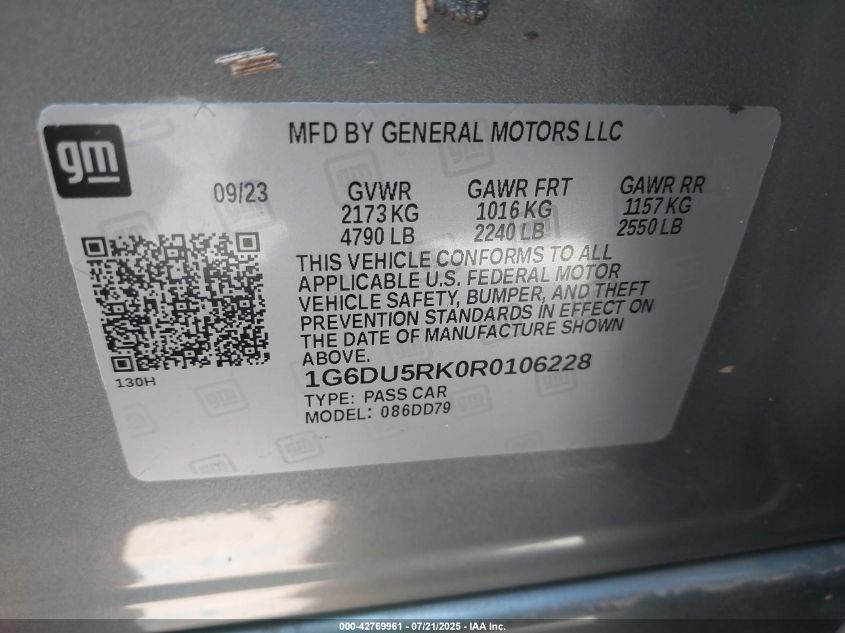 gm
MFD BY GENERAL MOTORS LLC
09/23
GVWR
2173 KG
4790 LB
GAWR FRT
1016 KG
2240 LB
GAWR RR
1157 KG
2550 LB
THIS VEHICLE CONFORMS TO ALL
APPLICABLE U.S. FEDERAL MOTOR
VEHICLE SAFETY, BUMPER, AND THEFT
PREVENTION STANDARDS IN EFFECT ON
THE DATE OF MANUFACTURE SHOWN
ABOVE.
130H
1G6DU5RK0R0106228
TYPE: PASS CAR
MODEL: 086DD79
000-42769961 - 07/21/2025 - IAA Inc.